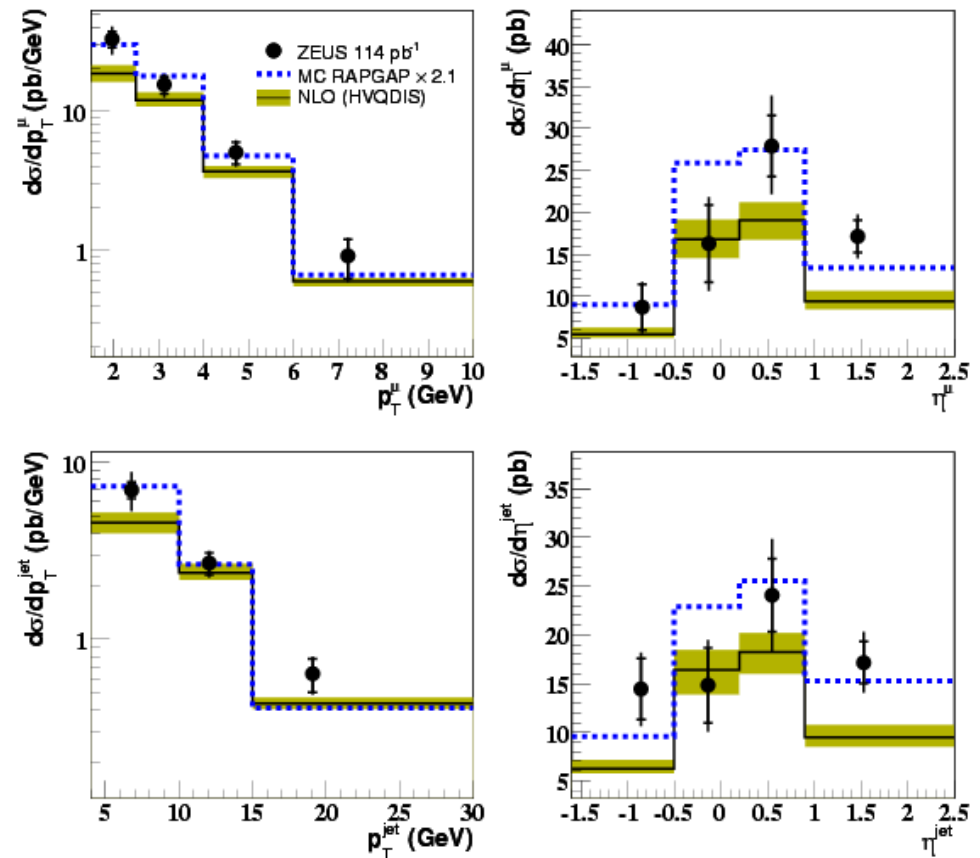 dσ/dp_T^μ (pb/GeV)
10
1
ZEUS 114 pb⁻¹
MC RAPGAP × 2.1
NLO (HVQDIS)
2 3 4 5 6 7 8 9 10
p_T^μ (GeV)
dσ/dη^μ (pb)
40
35
30
25
20
15
10
5
-1.5 -1 -0.5 0 0.5 1 1.5 2 2.5
η^μ
dσ/dp_T^jet (pb/GeV)
10
1
5 10 15 20 25 30
p_T^jet (GeV)
dσ/dη^jet (pb)
35
30
25
20
15
10
5
-1.5 -1 -0.5 0 0.5 1 1.5 2 2.5
η^jet